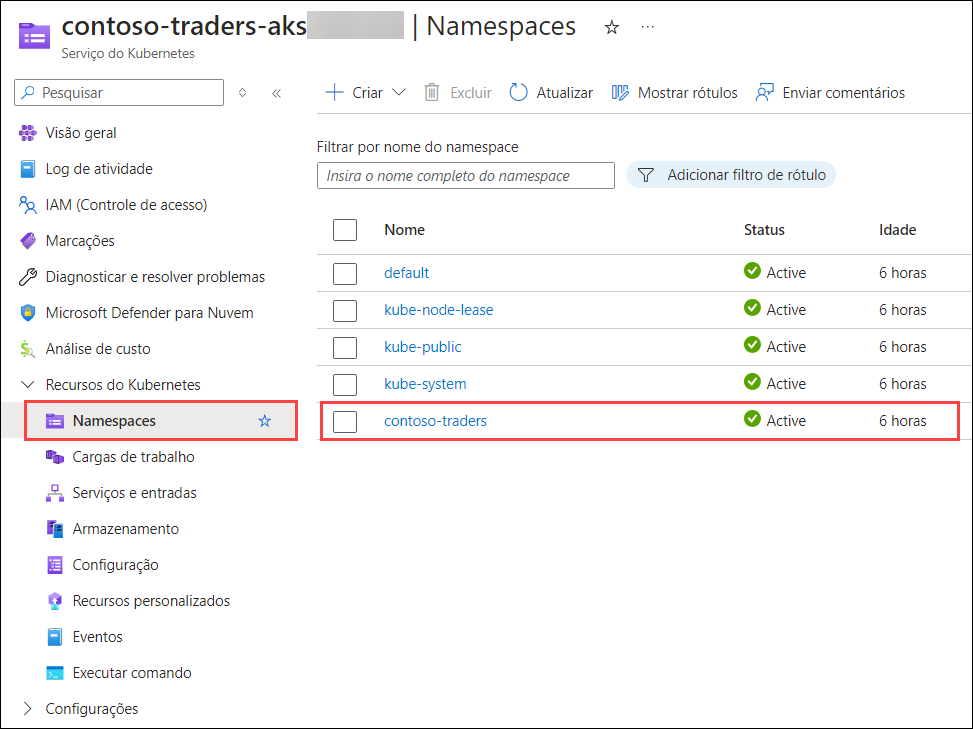 contoso-traders-aks | Namespaces
Serviço do Kubernetes
Pesquisar
Criar Excluir Atualizar Mostrar rótulos Enviar comentários
Visão geral
Log de atividade
IAM (Controle de acesso)
Marcações
Diagnosticar e resolver problemas
Microsoft Defender para Nuvem
Análise de custo
Recursos do Kubernetes
Namespaces
Cargas de trabalho
Serviços e entradas
Armazenamento
Configuração
Recursos personalizados
Eventos
Executar comando
Configurações
Filtrar por nome do namespace
Insira o nome completo do namespace Adicionar filtro de rótulo
Nome Status Idade
default Active 6 horas
kube-node-lease Active 6 horas
kube-public Active 6 horas
kube-system Active 6 horas
contoso-traders Active 6 horas